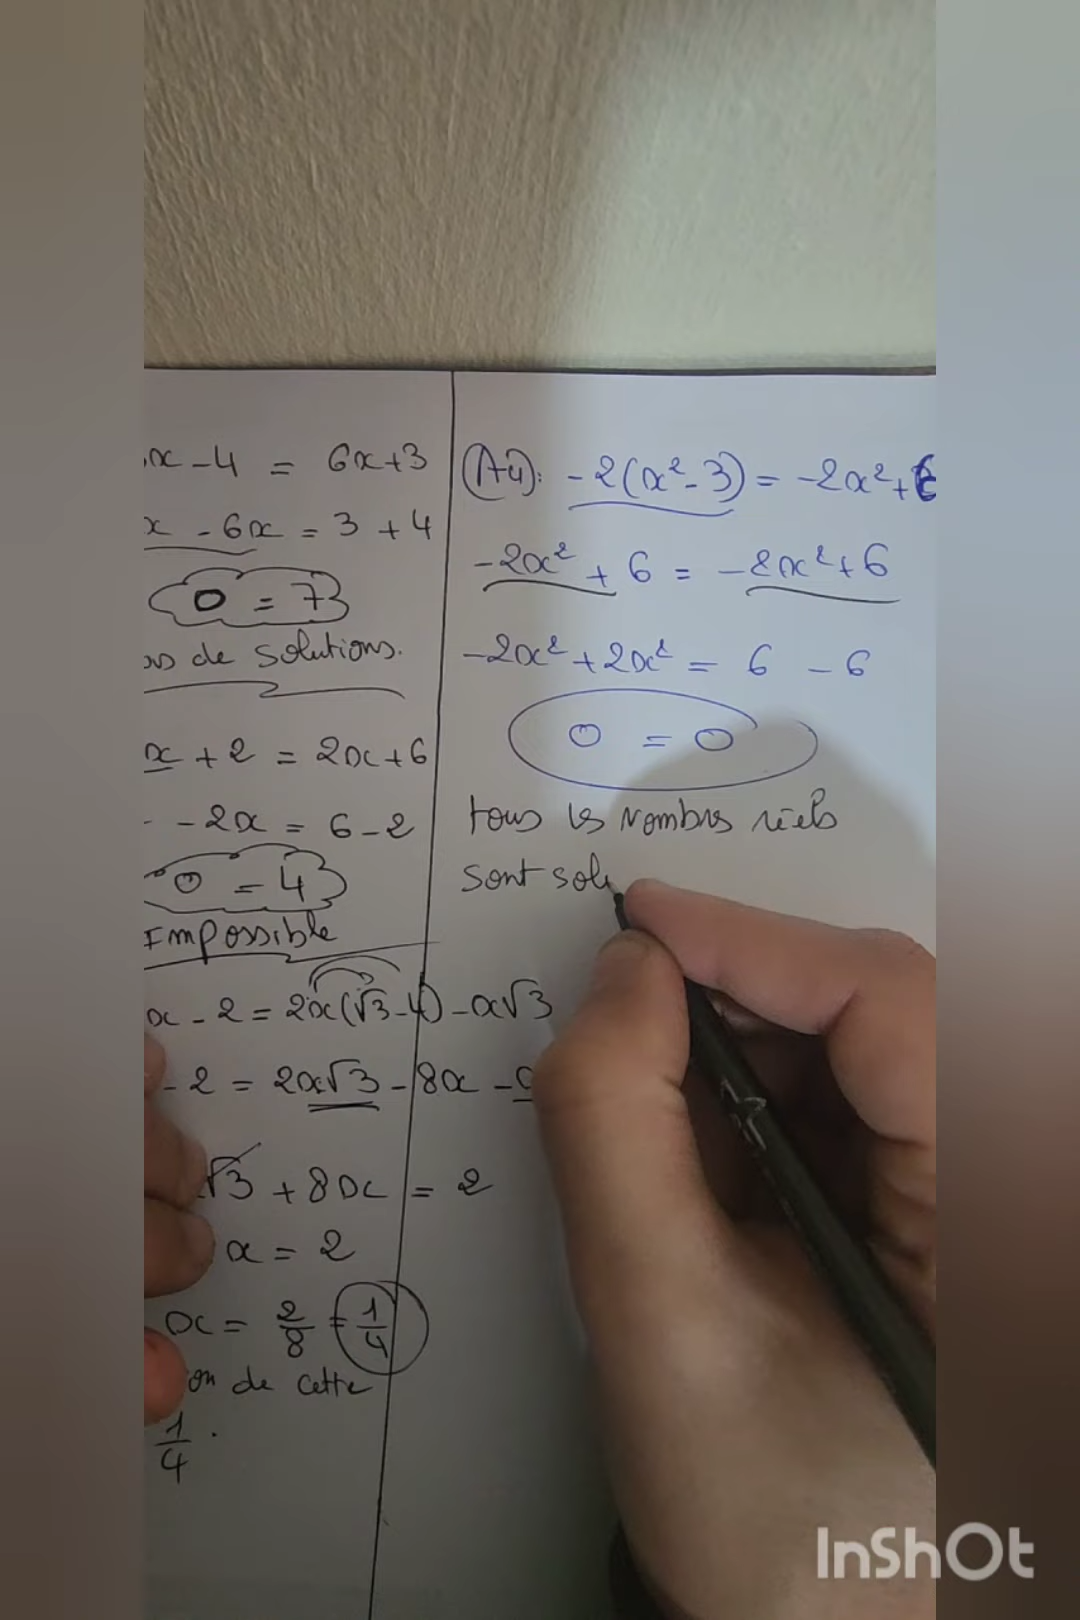 x - 4 = 6x+3
x - 6x = 3 + 4
0 = 7
de solutions.
x + 2 = 2x+6
- 2x = 6-2
0 = 4
Impossible
x - 2 = 2x(√3-4) - x√3
- 2 = 2x√3 - 8x -
√3 + 8x = 2
x = 2
x = 2/8 = 1/4
de cette
1/4 .
(A4): -2(x²-3) = -2x²+6
-2x² + 6 = -2x²+6
-2x²+2x² = 6 - 6
0 = 0
tous les nombres réels
sont solu
InShOt